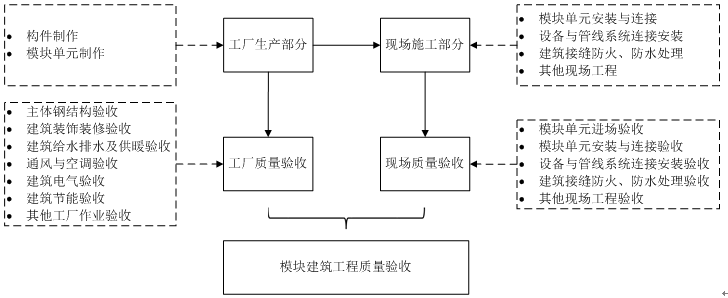 • 构件制作
• 模块单元制作
工厂生产部分
现场施工部分
• 模块单元安装与连接
• 设备与管线系统连接安装
• 建筑接缝防火、防水处理
• 其他现场工程
• 主体钢结构验收
• 建筑装饰装修验收
• 建筑给水排水及供暖验收
• 通风与空调验收
• 建筑电气验收
• 建筑节能验收
• 其他工厂作业验收
工厂质量验收
现场质量验收
• 模块单元进场验收
• 模块单元安装与连接验收
• 设备与管线系统连接安装验收
• 建筑接缝防火、防水处理验收
• 其他现场工程验收
模块建筑工程质量验收